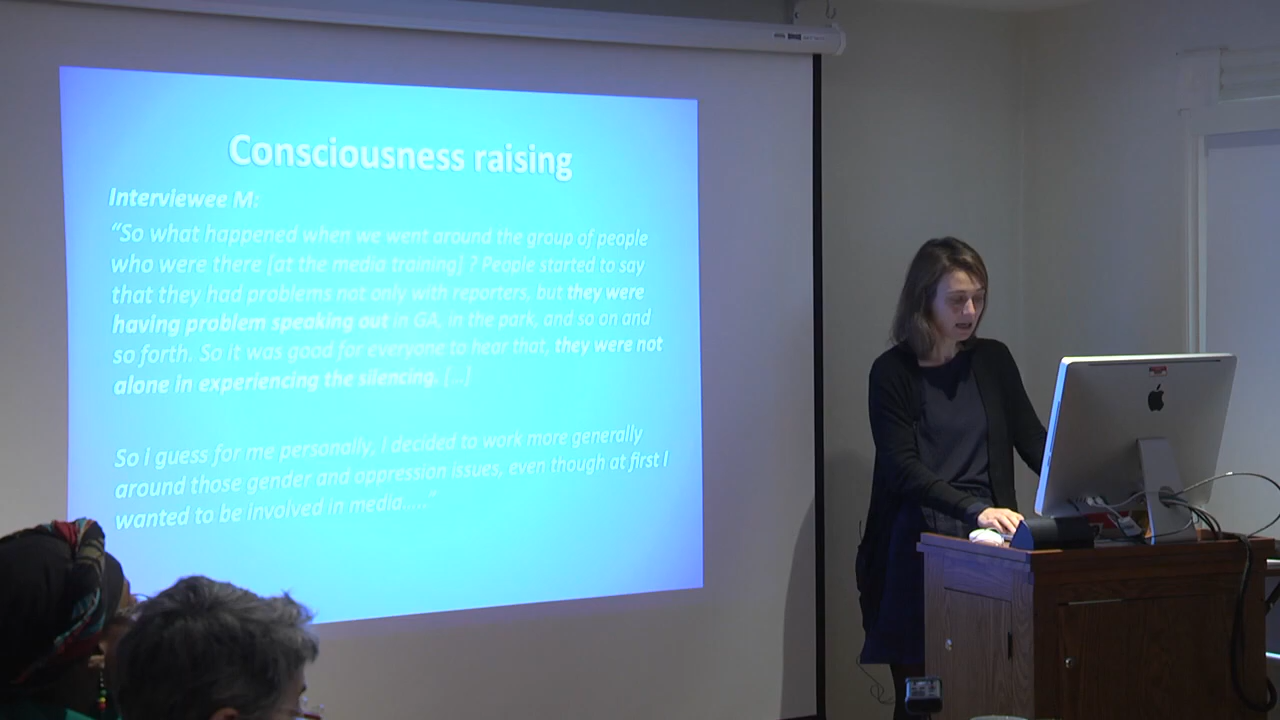 Consciousness raising
Interviewee M:
“So what happened when we went around the group of people
who were there [at the media training] ? People started to say
that they had problems not only with reporters, but they were
having problem speaking out in GA, in the park, and so on and
so forth. So it was good for everyone to hear that, they were not
alone in experiencing the silencing. [...]
So I guess for me personally, I decided to work more generally
around those gender and oppression issues, even though at first I
wanted to be involved in media.....”